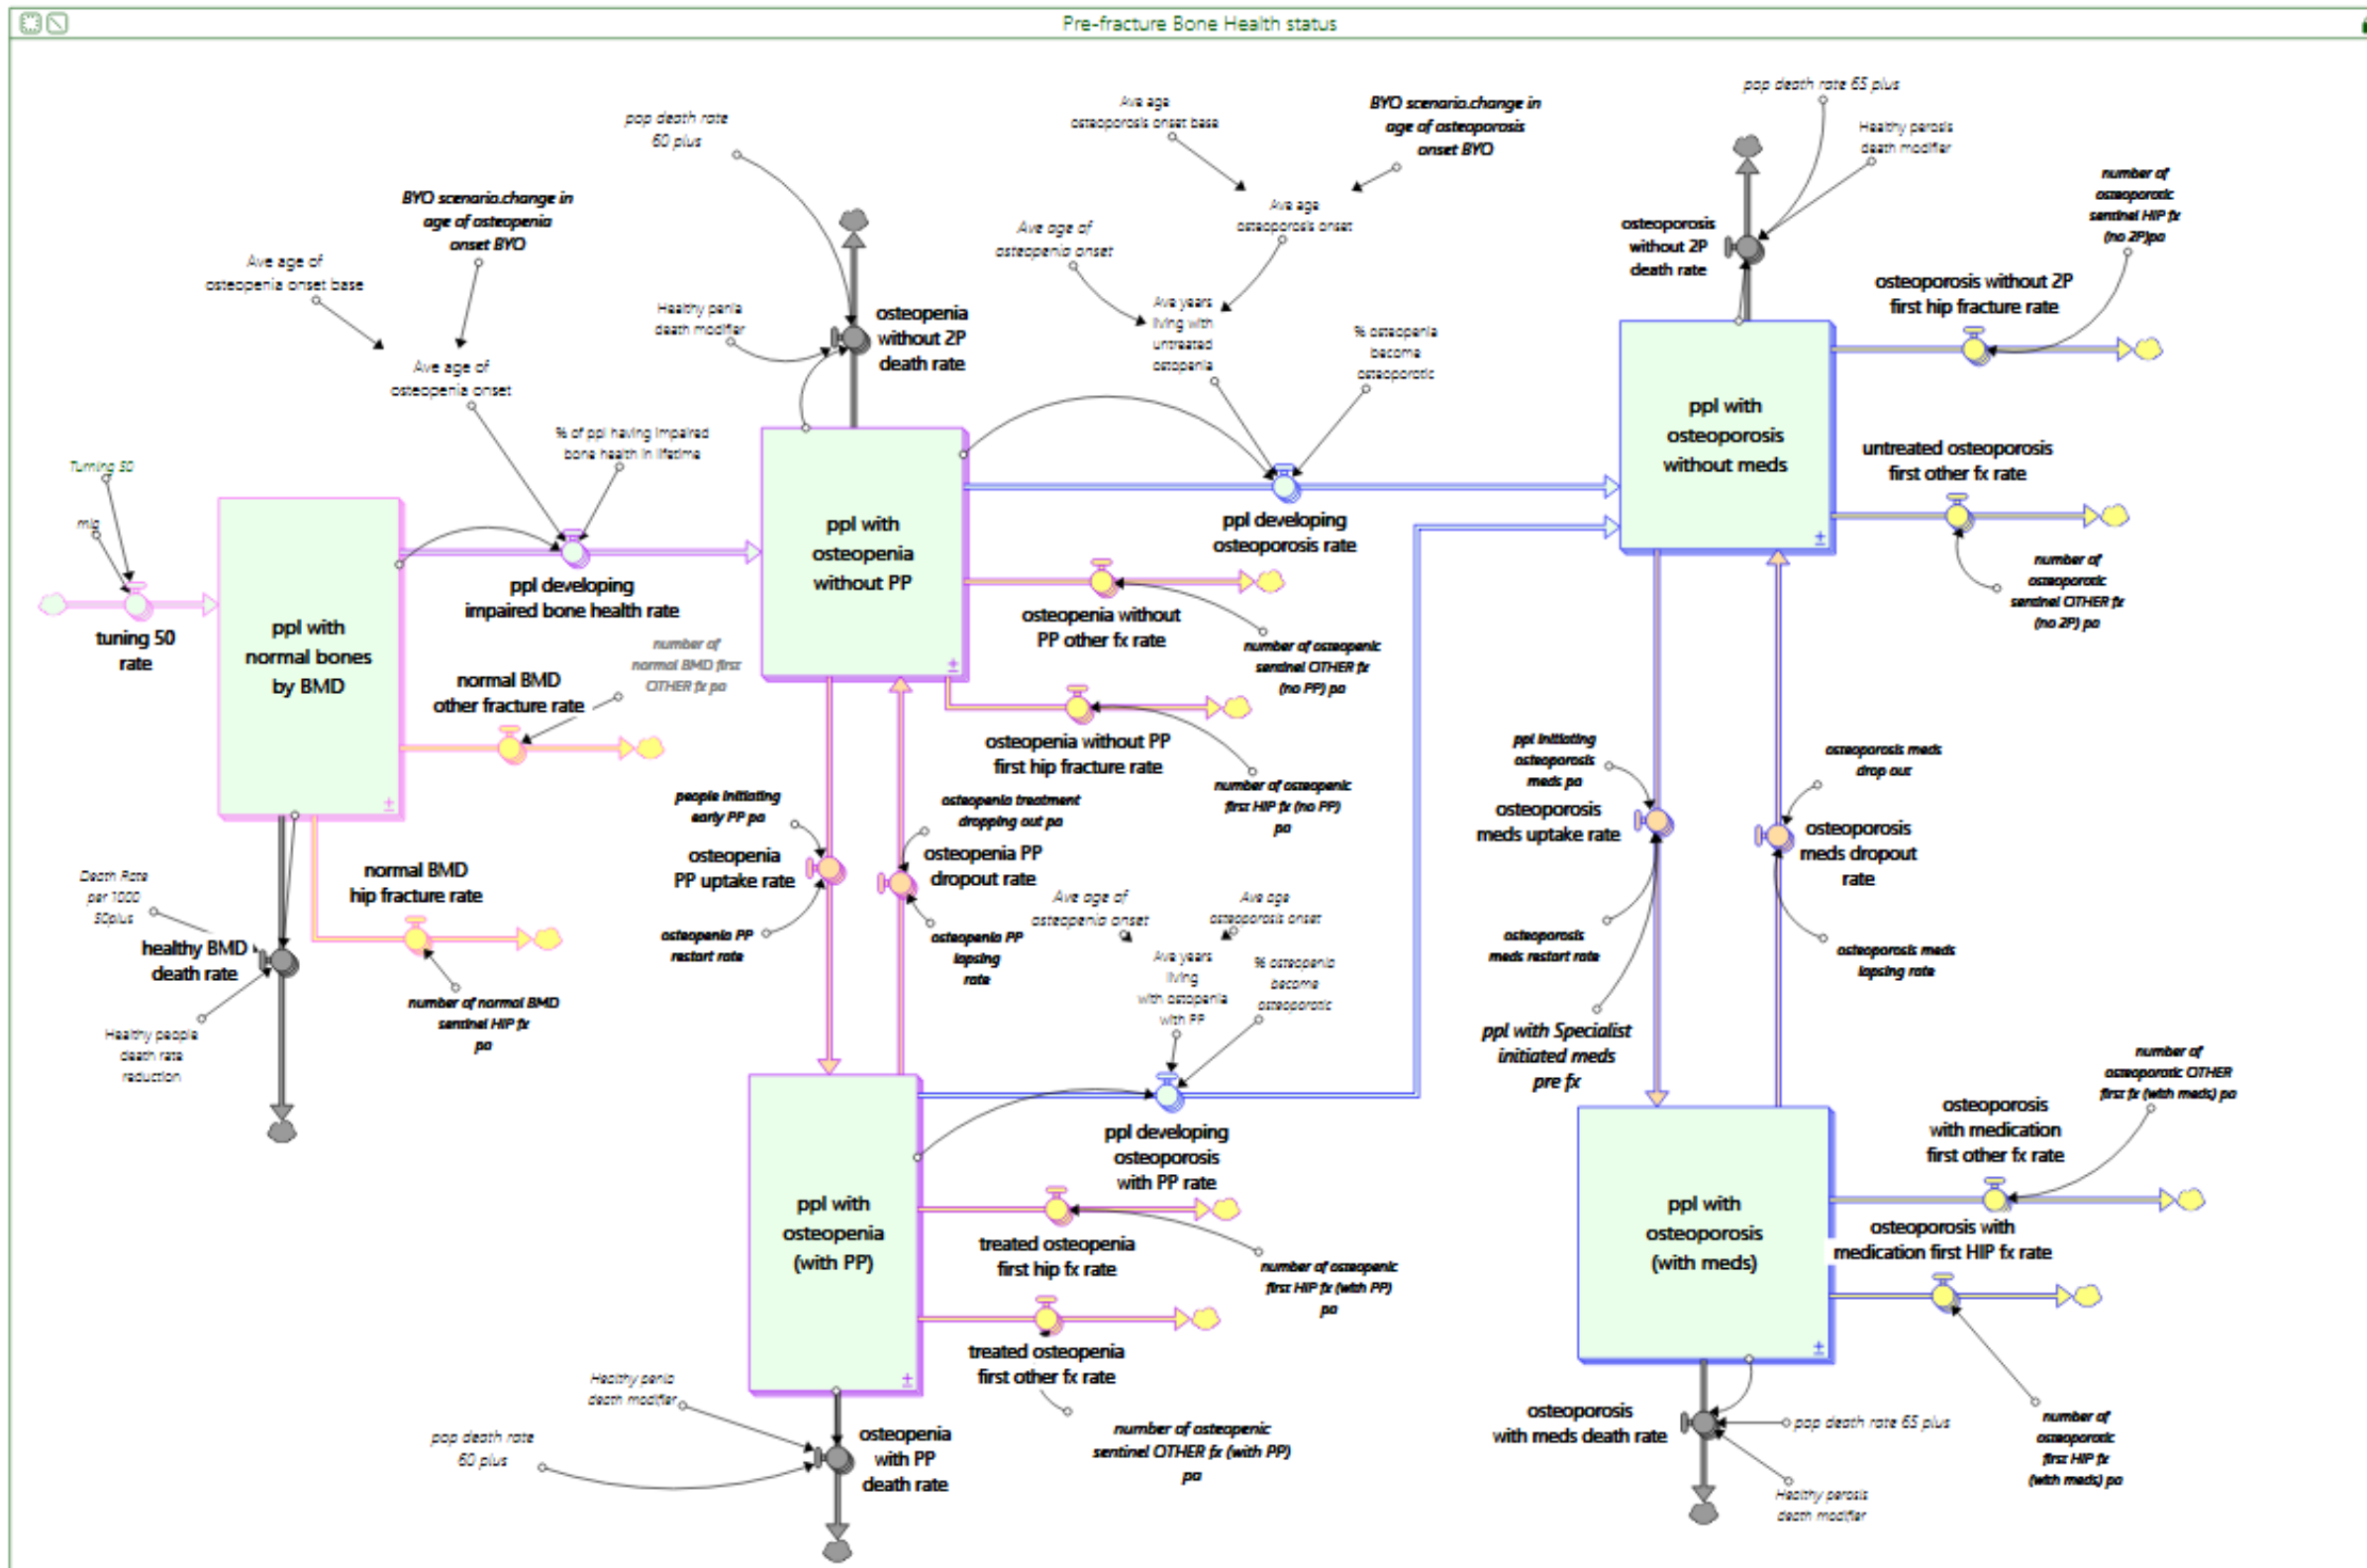 Pre-fracture Bone Health status
pop death rate
60 plus
Ave age
osteoporosis onset base
BYO scenario.change in
age of osteoporosis
onset BYO
pop death rate 65 plus
Healthy perosis
death modifier
number of
osteoporotic
sentinel HIP fx
(no 2P)pa
BYO scenario.change in
age of osteopenia
onset BYO
Ave age of
osteopenia onset base
Ave age of
osteopenia onset
Ave age
osteoporosis onset
osteoporosis
without 2P
death rate
osteoporosis without 2P
first hip fracture rate
Healthy penia
death modifier
osteopenia
without 2P
death rate
Ave years
living with
untreated
ostopenia
% osteopenia
become
osteoporotic
Ave age of
osteopenia onset
% of ppl having impaired
bone health in lifetime
ppl with
osteoporosis
without meds
untreated osteoporosis
first other fx rate
Turning 50
mig
tuning 50
rate
ppl with
normal bones
by BMD
ppl developing
impaired bone health rate
ppl with
osteopenia
without PP
ppl developing
osteoporosis rate
osteopenia without
PP other fx rate
number of osteopenic
sentinel OTHER fx
(no PP) pa
number of
osteoporotic
sentinel OTHER fx
(no 2P) pa
number of
normal BMD first
OTHER fx pa
normal BMD
other fracture rate
osteopenia without PP
first hip fracture rate
number of osteopenic
first HIP fx (no PP)
pa
people initiating
early PP pa
osteopenia
PP uptake rate
osteopenia treatment
dropping out pa
osteopenia PP
dropout rate
ppl initiating
osteoporosis
meds pa
osteoporosis
meds uptake rate
osteoporosis meds
drop out
osteoporosis
meds dropout
rate
Death Rate
per 1000
50plus
healthy BMD
death rate
Healthy people
death rate
reduction
normal BMD
hip fracture rate
number of normal BMD
sentinel HIP fx
pa
osteopenia PP
restart rate
osteopenia PP
lapsing
rate
Ave age of
osteopenia onset
Ave age
osteoporosis onset
Ave years
living
with ostopenia
with PP
% osteopenia
become
osteoporotic
osteoporosis
meds restart rate
osteoporosis meds
lapsing rate
ppl with Specialist
initiated meds
pre fx
ppl with
osteopenia
(with PP)
ppl developing
osteoporosis
with PP rate
treated osteopenia
first hip fx rate
number of osteopenic
first HIP fx (with PP)
pa
treated osteopenia
first other fx rate
number of osteopenic
sentinel OTHER fx (with PP)
pa
ppl with
osteoporosis
(with meds)
osteoporosis
with medication
first other fx rate
number of
osteoporotic OTHER
first fx (with meds) pa
osteoporosis with
medication first HIP fx rate
number of
osteoporotic
first HIP fx
(with meds) pa
Healthy penia
death modifier
pop death rate
60 plus
osteopenia
with PP
death rate
osteoporosis
with meds death rate
pop death rate 65 plus
Healthy perosis
death modifier